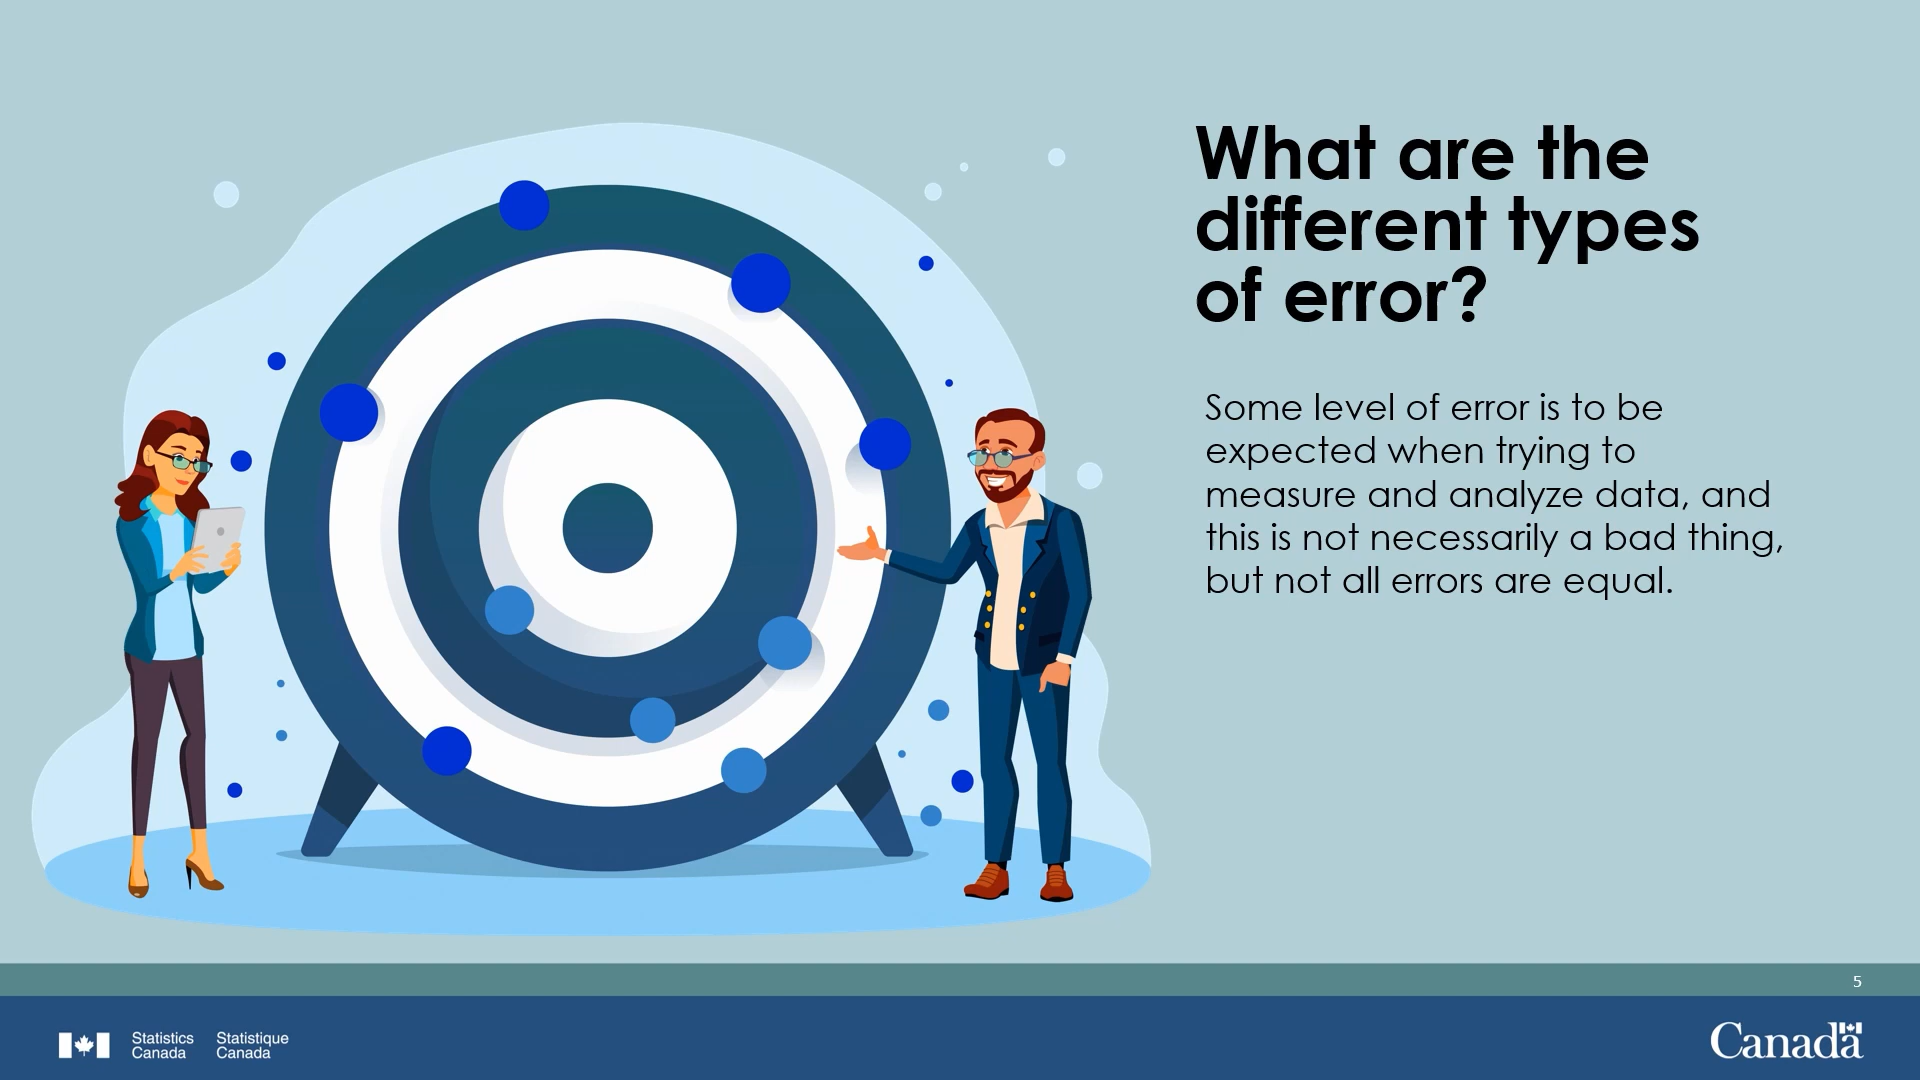 What are the
different types
of error?
Some level of error is to be
expected when trying to
measure and analyze data, and
this is not necessarily a bad thing,
but not all errors are equal.
5
Statistics
Canada
Statistique
Canada
Canada